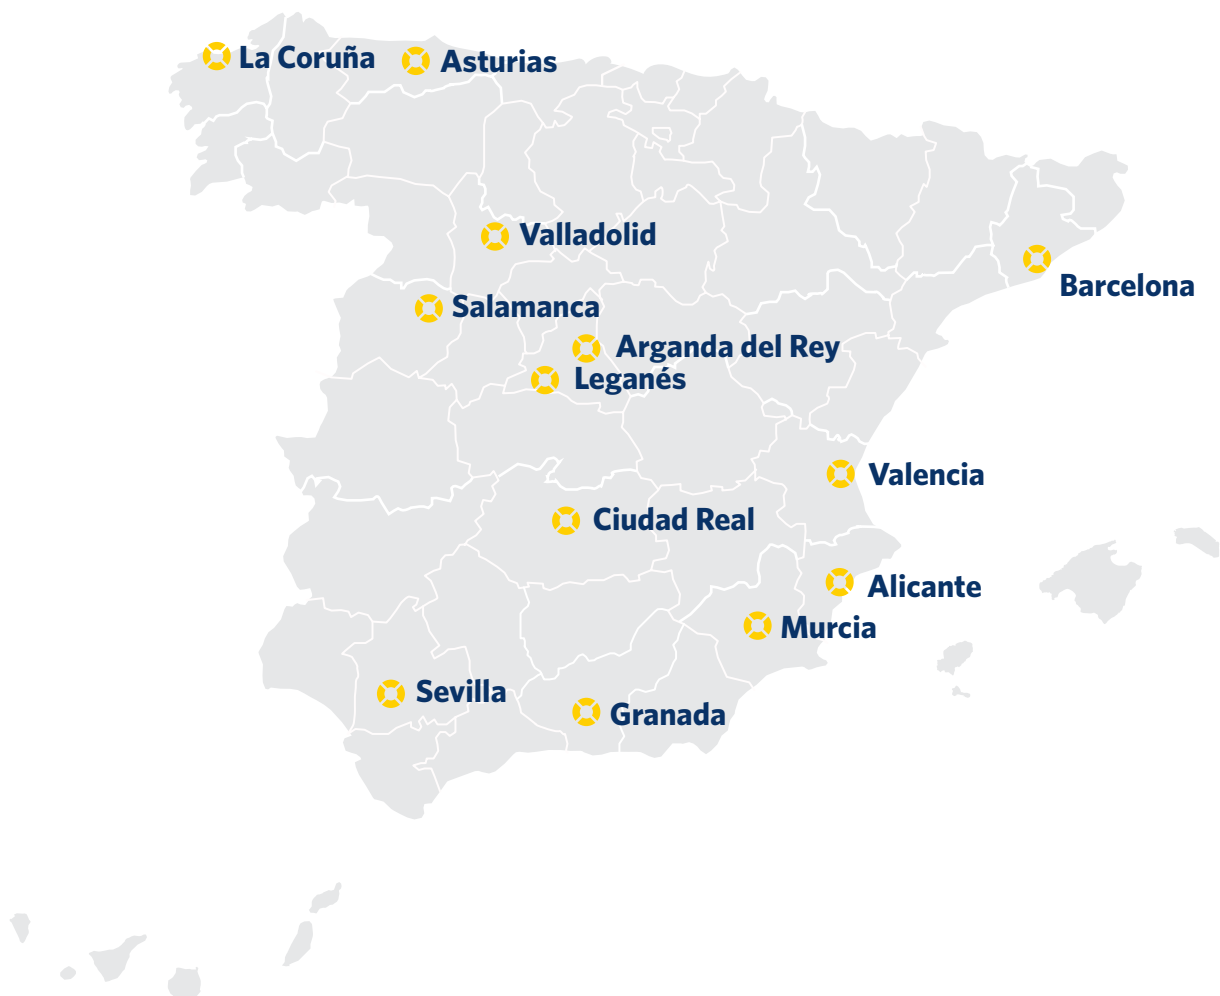 La Coruña
Asturias
Valladolid
Barcelona
Salamanca
Arganda del Rey
Leganés
Valencia
Ciudad Real
Alicante
Murcia
Sevilla
Granada